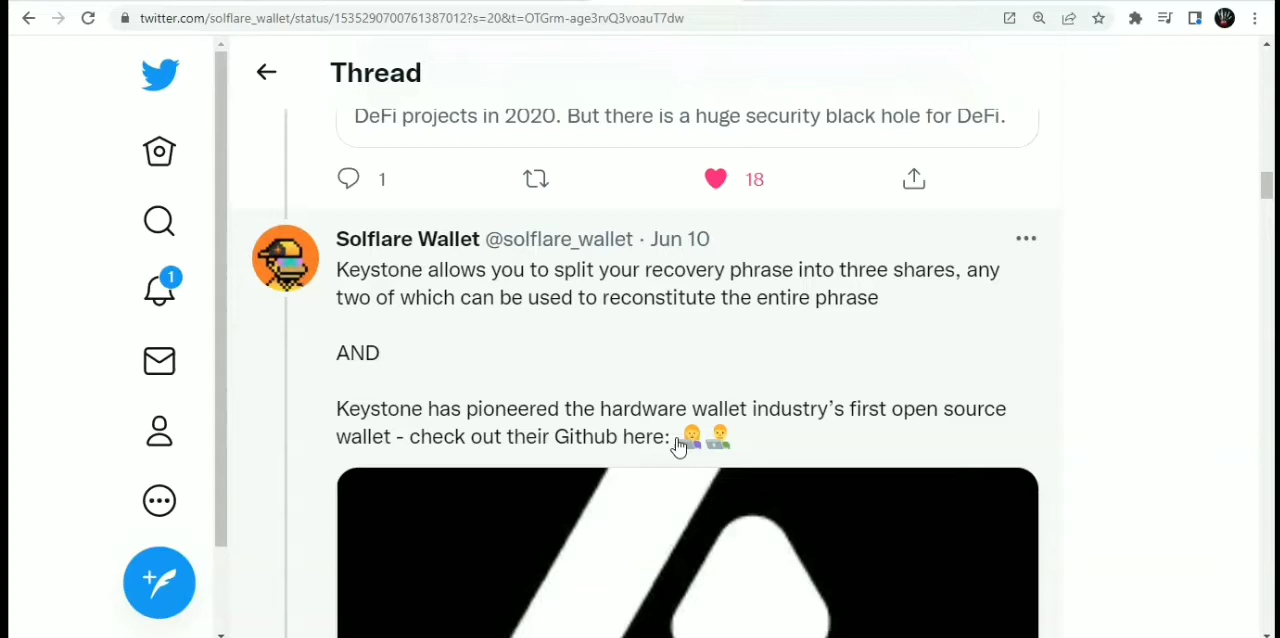 twitter.com/solflare_wallet/status/1535290700761387012?s=20&t=OTGrm-age3rvQ3voauT7dw
Thread
DeFi projects in 2020. But there is a huge security black hole for DeFi.
1 18
Solflare Wallet @solflare_wallet · Jun 10
Keystone allows you to split your recovery phrase into three shares, any
two of which can be used to reconstitute the entire phrase
1
AND
Keystone has pioneered the hardware wallet industry’s first open source
wallet - check out their Github here: 👩‍💻👨‍💻